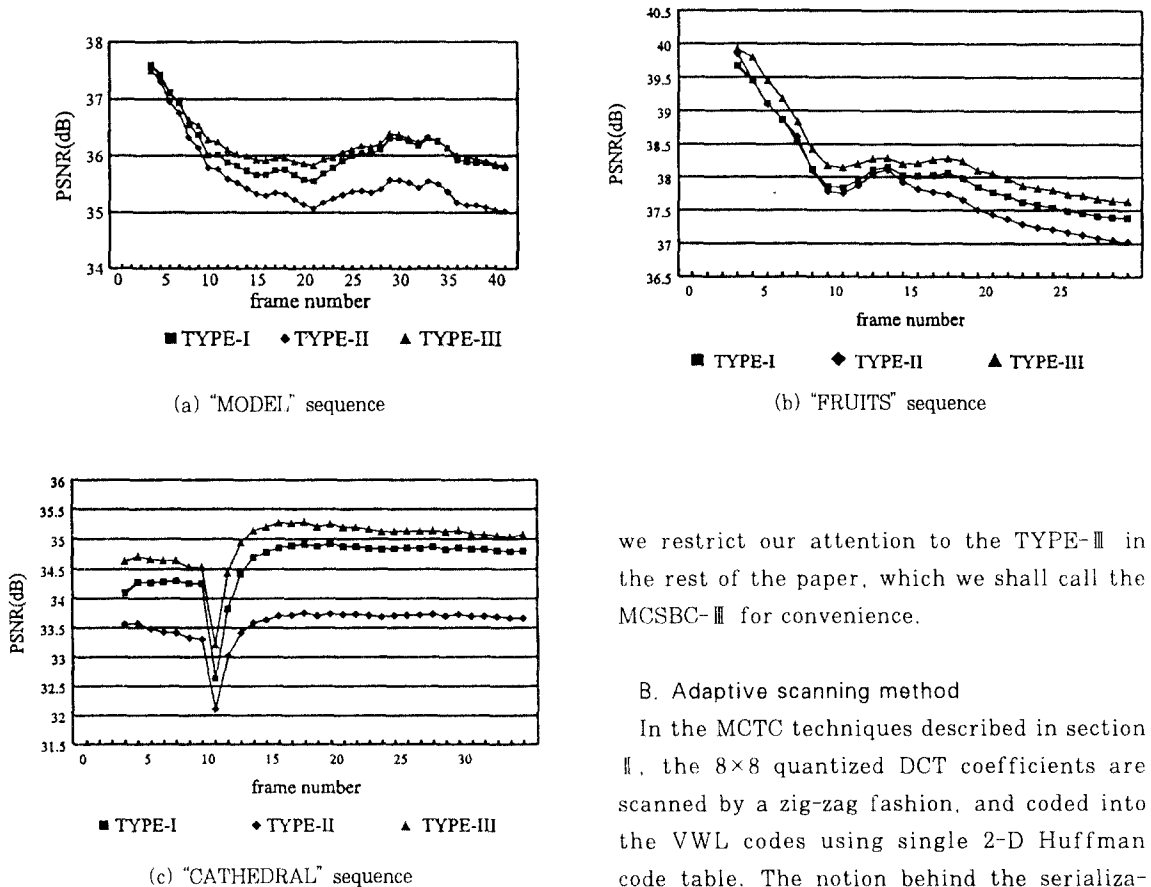 38
37
36
35
34
PSNR(dB)
0 5 10 15 20 25 30 35 40
frame number
■ TYPE-I ◆ TYPE-II ▲ TYPE-III
(a) "MODEL" sequence
40.5
40
39.5
39
38.5
38
37.5
37
36.5
PSNR(dB)
0 5 10 15 20 25
frame number
■ TYPE-I ◆ TYPE-II ▲ TYPE-III
(b) "FRUITS" sequence
36
35.5
35
34.5
34
33.5
33
32.5
32
31.5
PSNR(dB)
0 5 10 15 20 25 30
frame number
■ TYPE-I ◆ TYPE-II ▲ TYPE-III
(c) "CATHEDRAL" sequence
we restrict our attention to the TYPE-Ⅲ in
the rest of the paper, which we shall call the
MCSBC-Ⅲ for convenience.
B. Adaptive scanning method
In the MCTC techniques described in section
Ⅱ, the 8×8 quantized DCT coefficients are
scanned by a zig-zag fashion, and coded into
the VWL codes using single 2-D Huffman
code table. The notion behind the serializa-